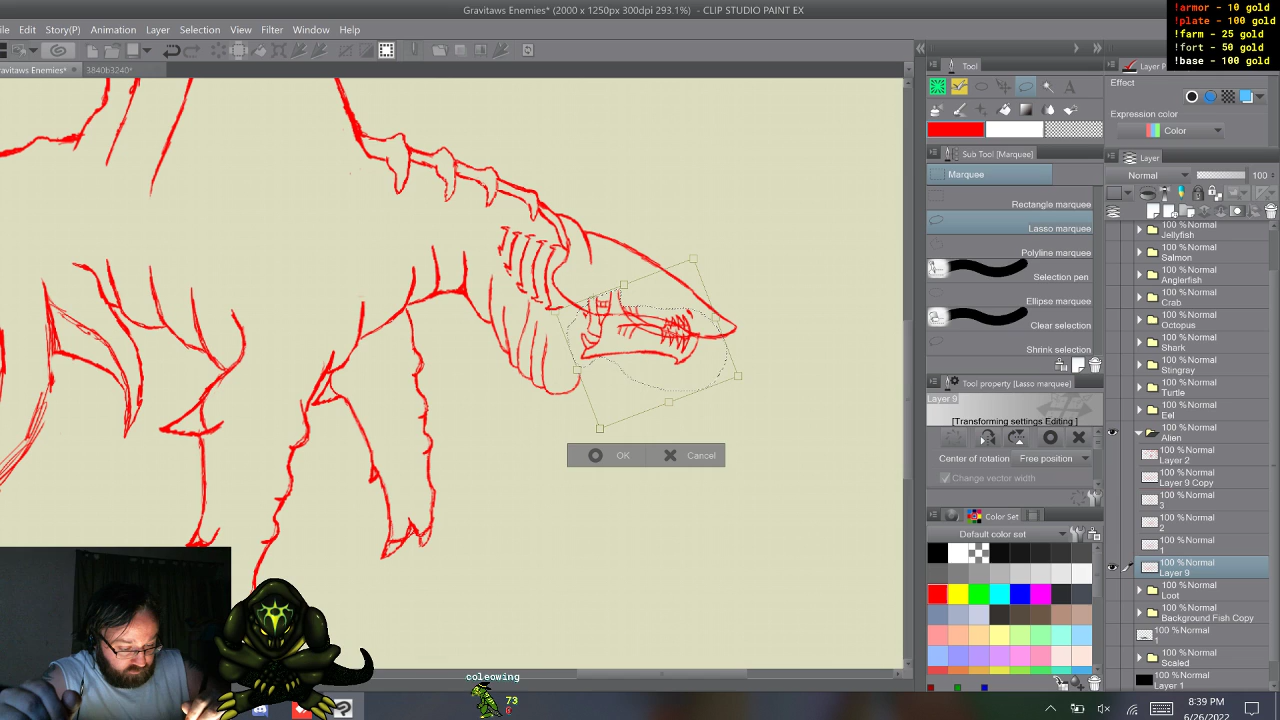 Gravitaws Enemies* (2000 x 1250px 300dpi 293.1%) - CLIP STUDIO PAINT EX
!armor - 10 gold
!plate - 100 gold
!farm - 25 gold
!fort - 50 gold
!base - 100 gold
ile Edit Story(P) Animation Layer Selection View Filter Window Help
awtaws Enemies* 3840b3240*
Tool
Layer P
Effect
Expression color
Color
Sub Tool [Marquee]
Layer
Marquee
Normal 100
Rectangle marquee
Lasso marquee
Polyline marquee
Selection pen
Ellipse marquee
Clear selection
Shrink selection
Tool property [Lasso marquee]
Layer 9
[Transforming settings Editing ]
Center of rotation Free position
Change vector width
Color Set
Default color set
100 %Normal
Jellyfish
100 %Normal
Salmon
100 %Normal
Anglerfish
100 %Normal
Crab
100 %Normal
Octopus
100 %Normal
Shark
100 %Normal
Stingray
100 %Normal
Turtle
100 %Normal
Eel
100 %Normal
Alien
100 %Normal
Layer 2
100 %Normal
Layer 9 Copy
100 %Normal
3
100 %Normal
2
100 %Normal
1
100 %Normal
Layer 9
100 %Normal
Loot
100 %Normal
Background Fish Copy
100 %Normal
1
100 %Normal
Scaled
100 %Normal
Layer 1
OK Cancel
coleowing
73
8:39 PM
6/26/2022